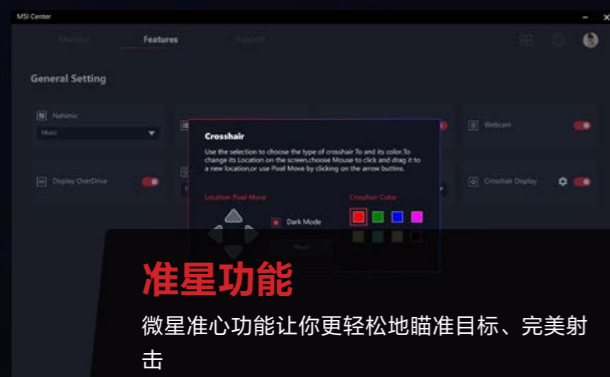 MSI Center
Features
Support
General Setting
Nahimic
Music
Webcam
Display OverDrive
Crosshair Display
Crosshair
Use the selection to choose the type of crosshair To and its color.To
change its Location on the screen,choose Mouse to click and drag it to
a new location,or use Pixel Move by clicking on the arrow buttins.
Location Pixel Move
Crosshair Color
Dark Mode
准星功能
微星准心功能让你更轻松地瞄准目标、完美射
击